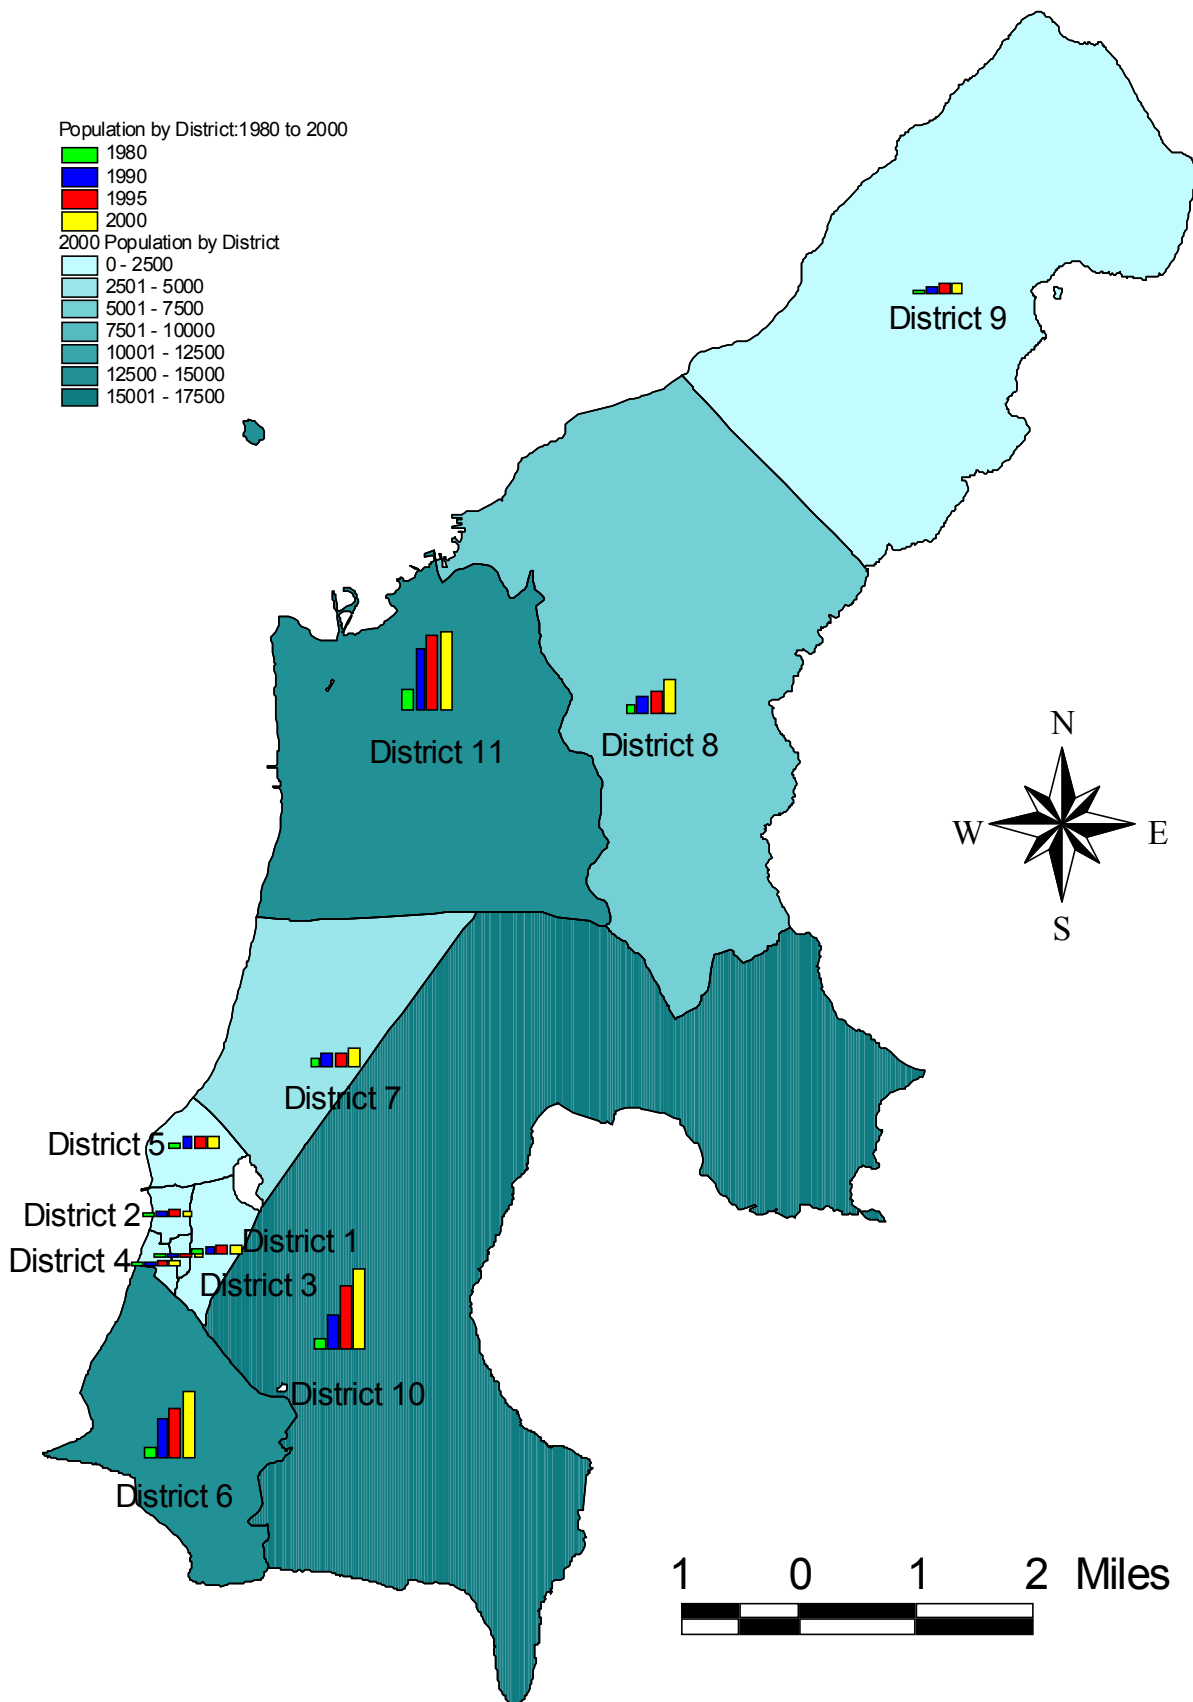 Population by District:1980 to 2000
1980
1990
1995
2000
2000 Population by District
0 - 2500
2501 - 5000
5001 - 7500
7501 - 10000
10001 - 12500
12500 - 15000
15001 - 17500
District 9
District 11
District 8
N
W E
S
District 7
District 5
District 2
District 1
District 4
District 3
District 10
District 6
1 0 1 2 Miles